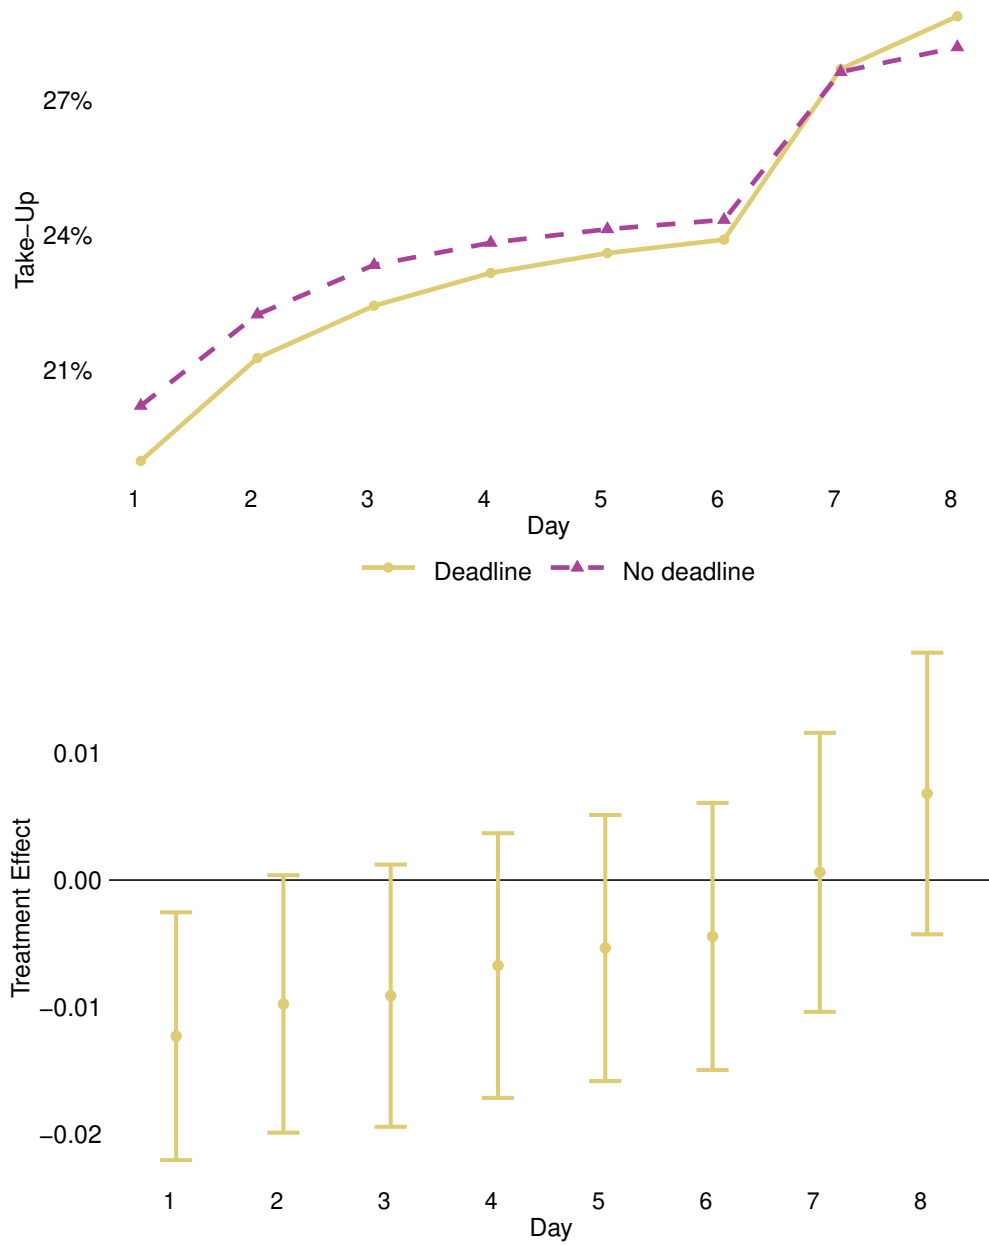 27%
24%
21%
Take−Up
1 2 3 4 5 6 7 8
Day
Deadline No deadline
0.01
0.00
−0.01
−0.02
Treatment Effect
1 2 3 4 5 6 7 8
Day